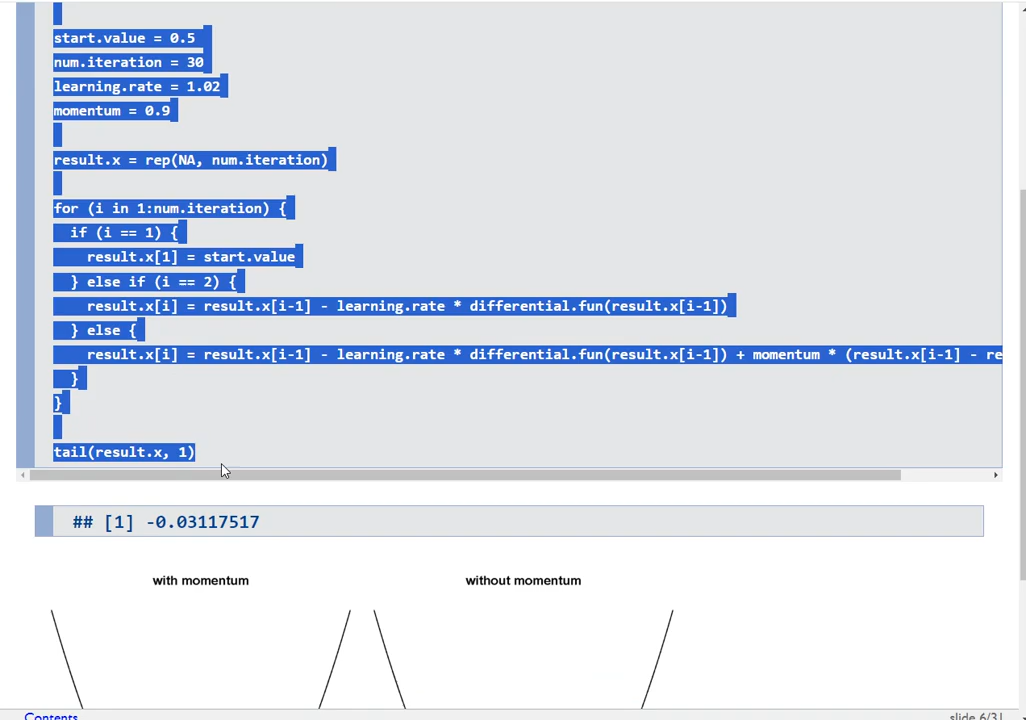 start.value = 0.5
num.iteration = 30
learning.rate = 1.02
momentum = 0.9
result.x = rep(NA, num.iteration)
for (i in 1:num.iteration) {
  if (i == 1) {
    result.x[1] = start.value
  } else if (i == 2) {
    result.x[i] = result.x[i-1] - learning.rate * differential.fun(result.x[i-1])
  } else {
    result.x[i] = result.x[i-1] - learning.rate * differential.fun(result.x[i-1]) + momentum * (result.x[i-1] - re
  }
}
tail(result.x, 1)
## [1] -0.03117517
with momentum without momentum
Contents slide 6/31